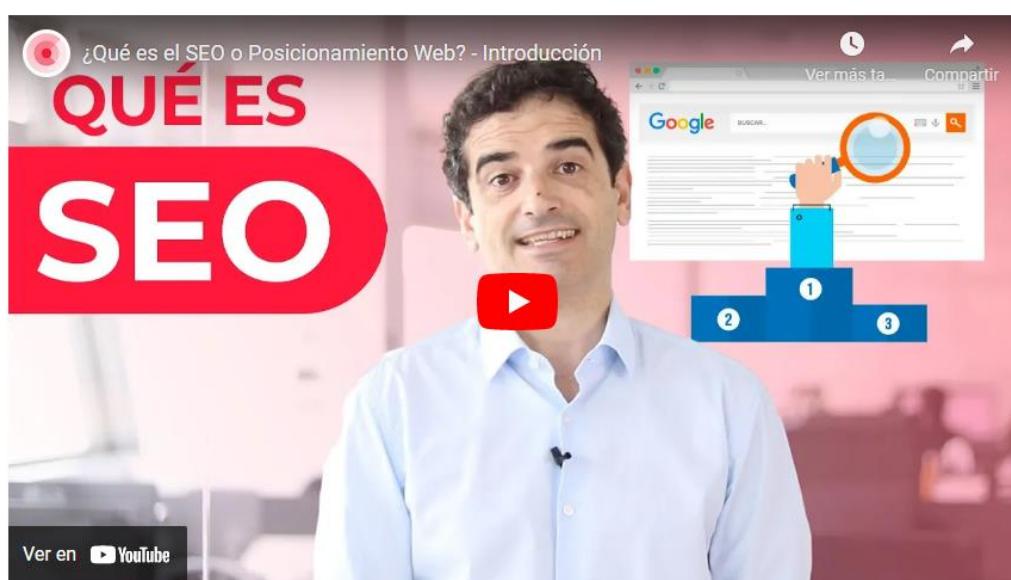 ¿Qué es el SEO o Posicionamiento Web? - Introducción
Ver más ta...
Compartir
QUÉ ES
SEO
Google
BUSCAR...
1
2
3
Ver en YouTube